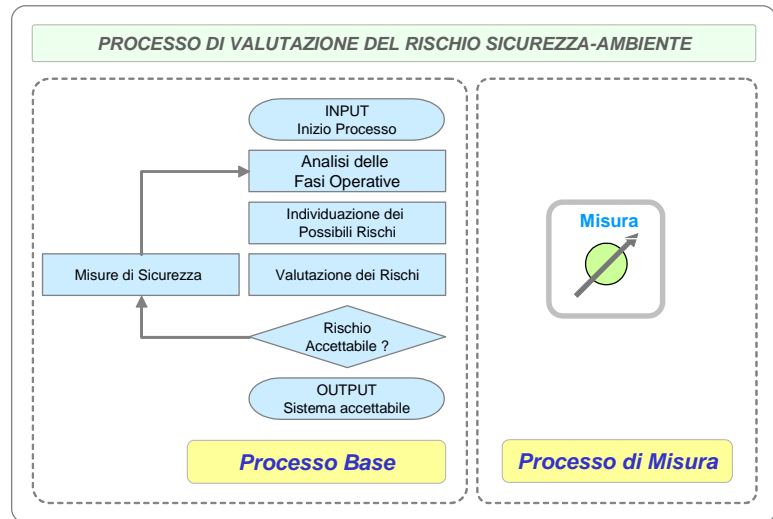 PROCESSO DI VALUTAZIONE DEL RISCHIO SICUREZZA-AMBIENTE
INPUT
Inizio Processo
Analisi delle
Fasi Operative
Individuazione dei
Possibili Rischi
Misure di Sicurezza
Valutazione dei Rischi
Rischio
Accettabile ?
OUTPUT
Sistema accettabile
Processo Base
Misura
Processo di Misura